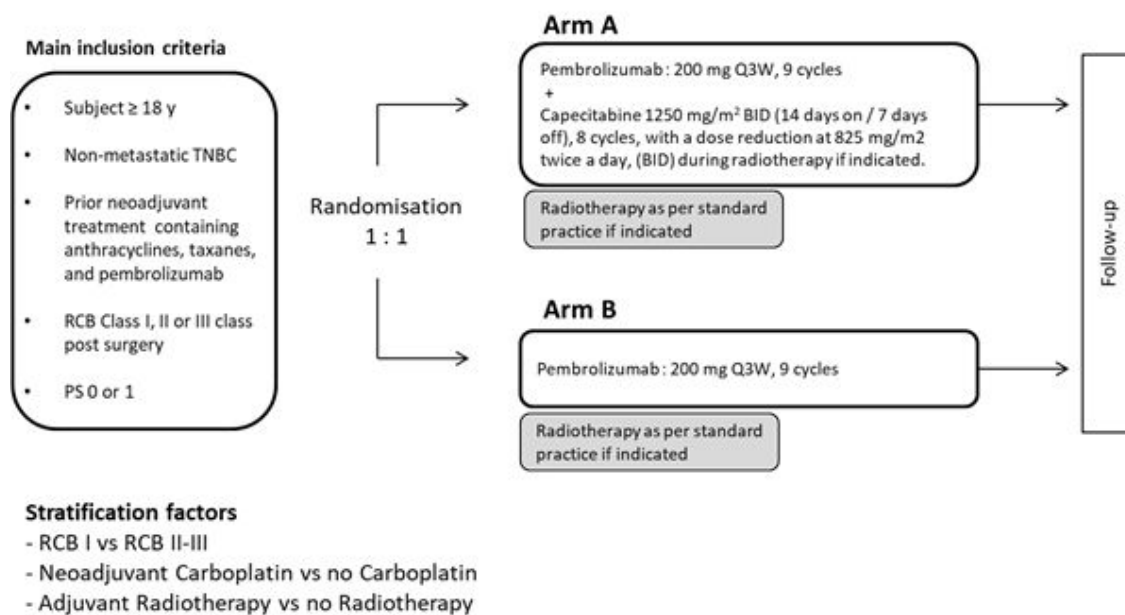 Main inclusion criteria
• Subject ≥ 18 y
• Non-metastatic TNBC
• Prior neoadjuvant
treatment containing
anthracyclines, taxanes,
and pembrolizumab
• RCB Class I, II or III class
post surgery
• PS 0 or 1
Randomisation
1 : 1
Arm A
Pembrolizumab : 200 mg Q3W, 9 cycles
+
Capecitabine 1250 mg/m² BID (14 days on / 7 days
off), 8 cycles, with a dose reduction at 825 mg/m2
twice a day, (BID) during radiotherapy if indicated.
Radiotherapy as per standard
practice if indicated
Arm B
Pembrolizumab : 200 mg Q3W, 9 cycles
Radiotherapy as per standard
practice if indicated
Follow-up
Stratification factors
- RCB I vs RCB II-III
- Neoadjuvant Carboplatin vs no Carboplatin
- Adjuvant Radiotherapy vs no Radiotherapy